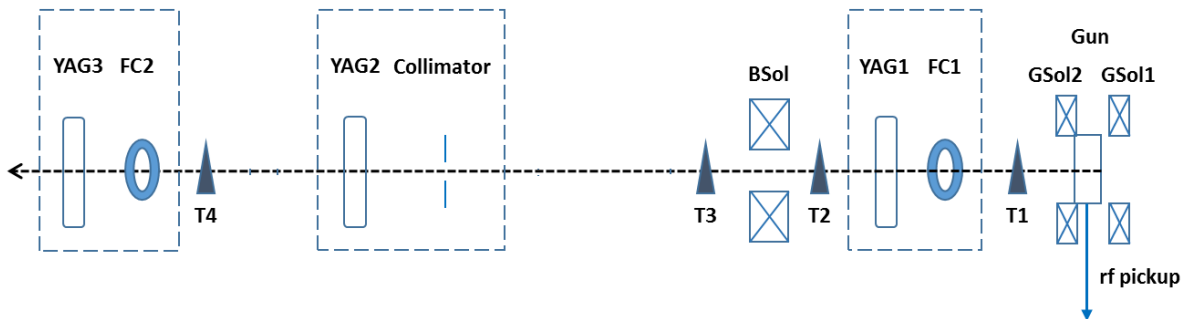 Gun
YAG3 FC2 YAG2 Collimator BSol YAG1 FC1 GSol2 GSol1
T4 T3 T2 T1
rf pickup